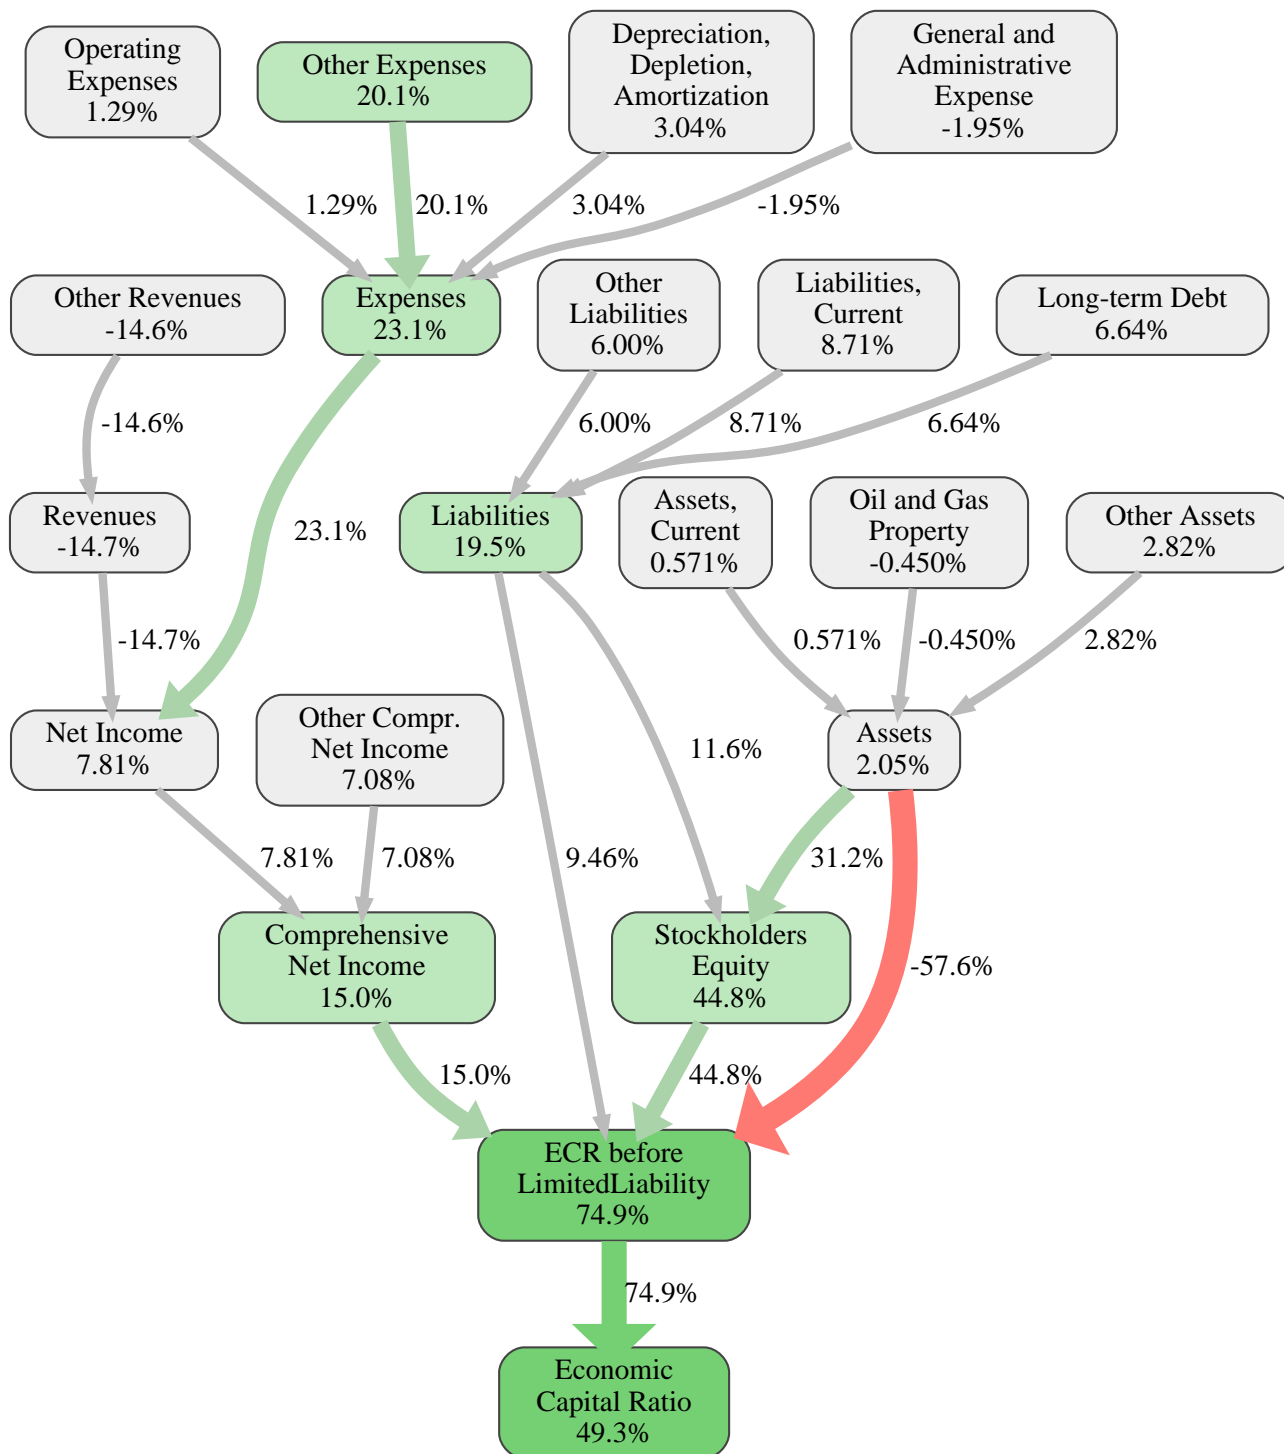 Operating
Expenses
1.29%
Other Expenses
20.1%
Depreciation,
Depletion,
Amortization
3.04%
General and
Administrative
Expense
-1.95%
1.29%
20.1%
3.04%
-1.95%
Other Revenues
-14.6%
Expenses
23.1%
Other
Liabilities
6.00%
Liabilities,
Current
8.71%
Long-term Debt
6.64%
-14.6%
23.1%
6.00%
8.71%
6.64%
Revenues
-14.7%
Liabilities
19.5%
Assets,
Current
0.571%
Oil and Gas
Property
-0.450%
Other Assets
2.82%
-14.7%
0.571%
-0.450%
2.82%
Net Income
7.81%
Other Compr.
Net Income
7.08%
11.6%
Assets
2.05%
7.81%
7.08%
9.46%
31.2%
-57.6%
Comprehensive
Net Income
15.0%
Stockholders
Equity
44.8%
15.0%
44.8%
ECR before
LimitedLiability
74.9%
74.9%
Economic
Capital Ratio
49.3%